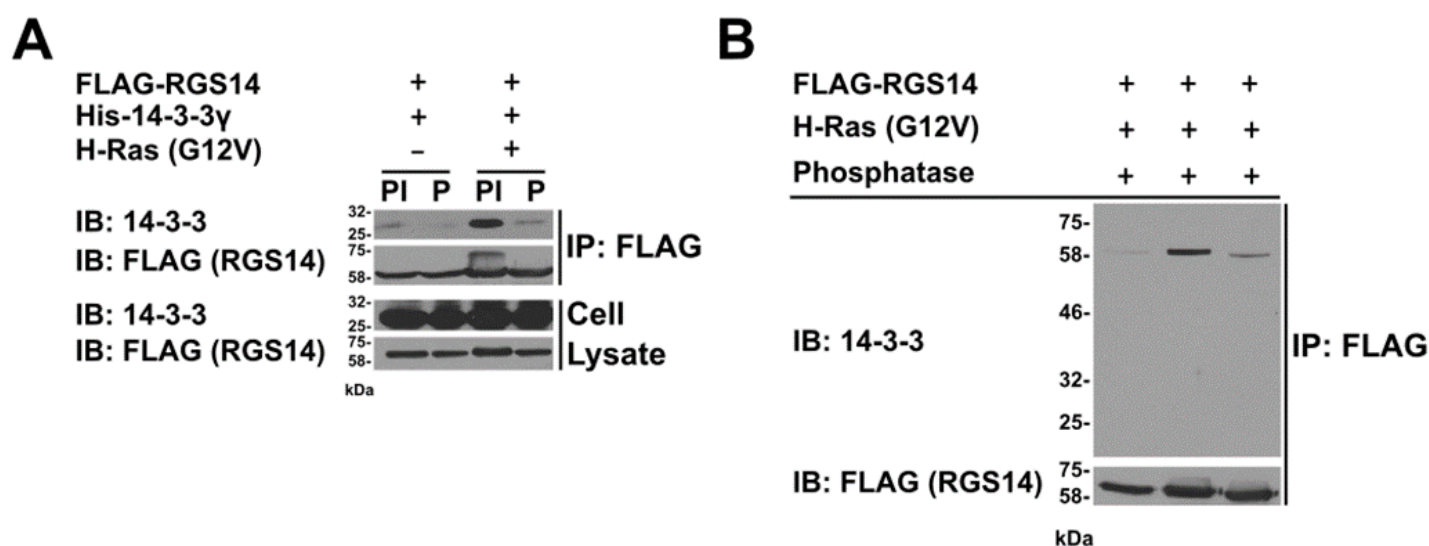 A
FLAG-RGS14 + +
His-14-3-3γ + +
H-Ras (G12V) – +
PI P PI P
IB: 14-3-3 32- 25-
IB: FLAG (RGS14) 75- 58-
IP: FLAG
IB: 14-3-3 32- 25-
IB: FLAG (RGS14) 75- 58-
Cell
Lysate
kDa
B
FLAG-RGS14 + + +
H-Ras (G12V) + + +
Phosphatase + + +
75-
58-
46-
IB: 14-3-3
32-
25-
IB: FLAG (RGS14) 75- 58-
IP: FLAG
kDa